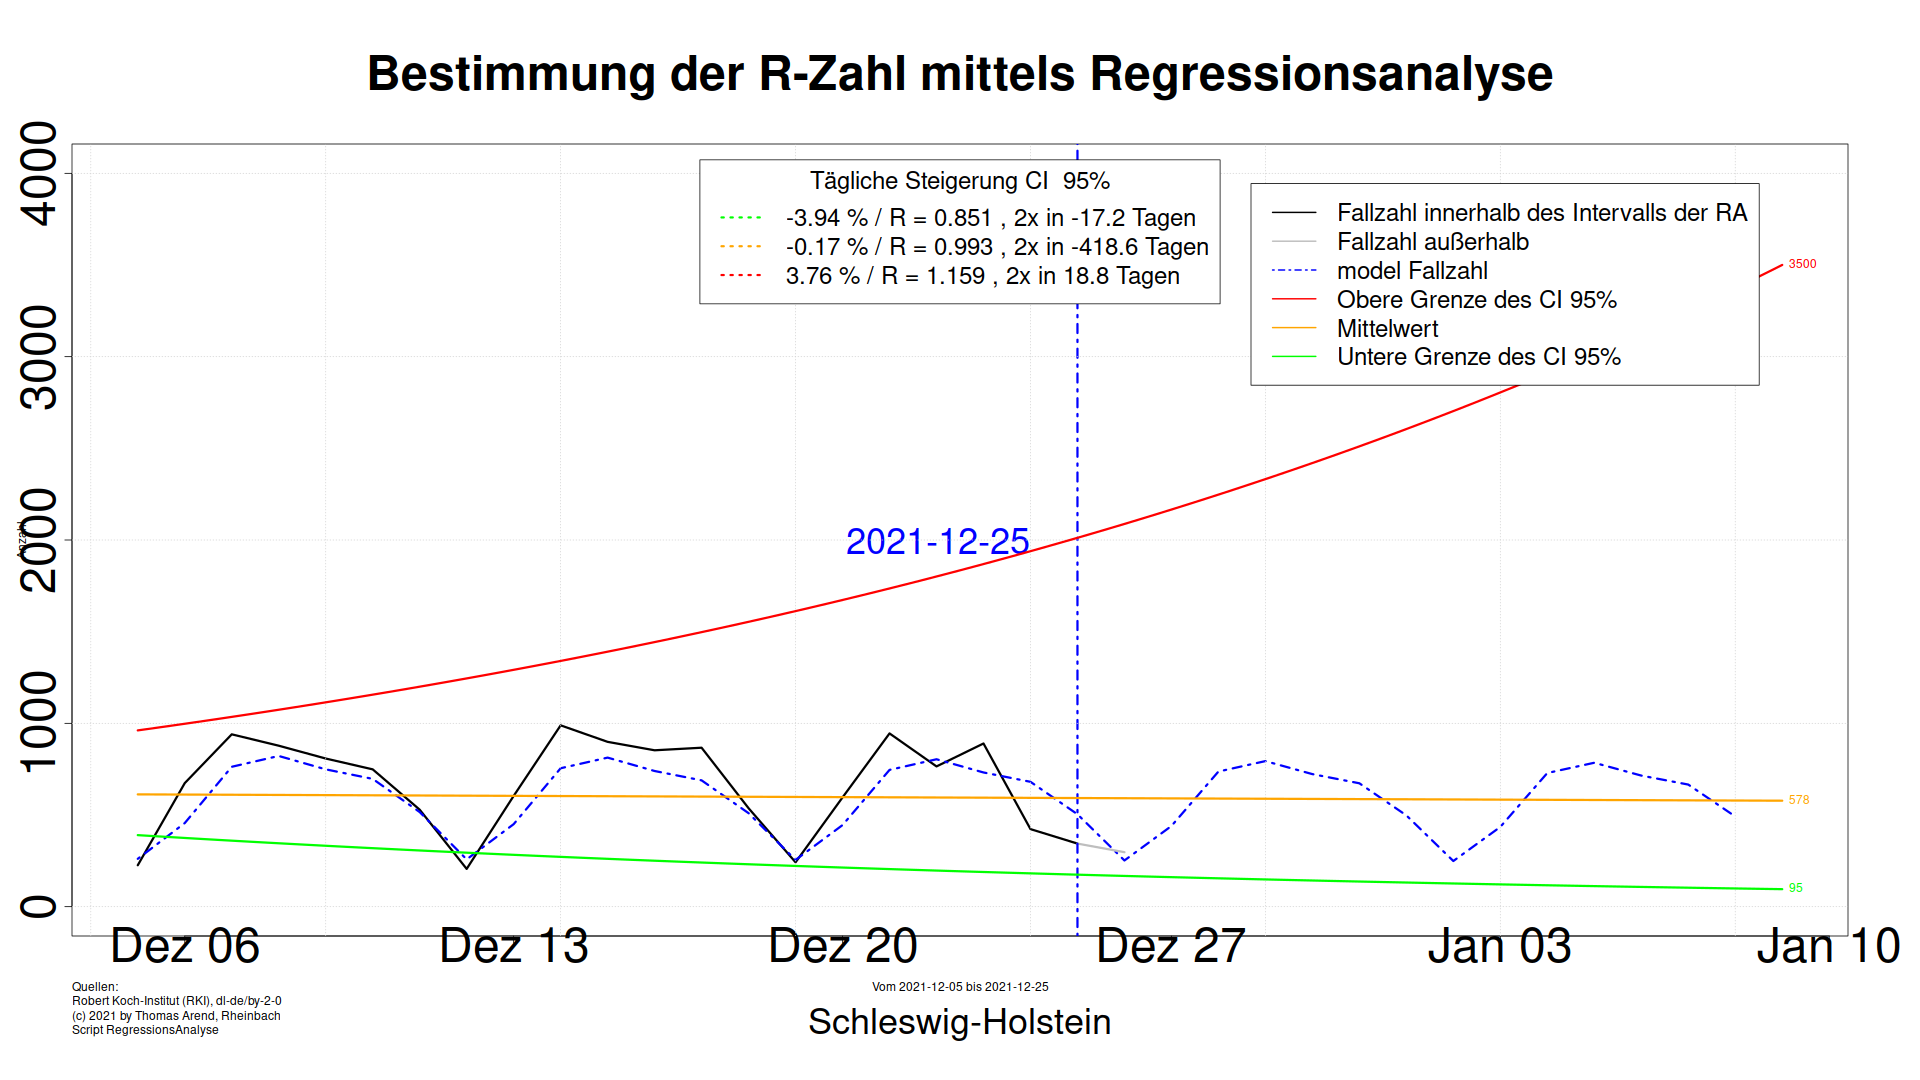 Bestimmung der R-Zahl mittels Regressionsanalyse
Tägliche Steigerung CI 95%
-3.94 % / R = 0.851 , 2x in -17.2 Tagen
-0.17 % / R = 0.993 , 2x in -418.6 Tagen
3.76 % / R = 1.159 , 2x in 18.8 Tagen
Fallzahl innerhalb des Intervalls der RA
Fallzahl außerhalb
model Fallzahl
Obere Grenze des CI 95%
Mittelwert
Untere Grenze des CI 95%
4000
3000
2000
1000
0
Anzahl
2021-12-25
3500
578
95
Dez 06
Dez 13
Dez 20
Dez 27
Jan 03
Jan 10
Quellen:
Robert Koch-Institut (RKI), dl-de/by-2-0
(c) 2021 by Thomas Arend, Rheinbach
Script RegressionsAnalyse
Vom 2021-12-05 bis 2021-12-25
Schleswig-Holstein